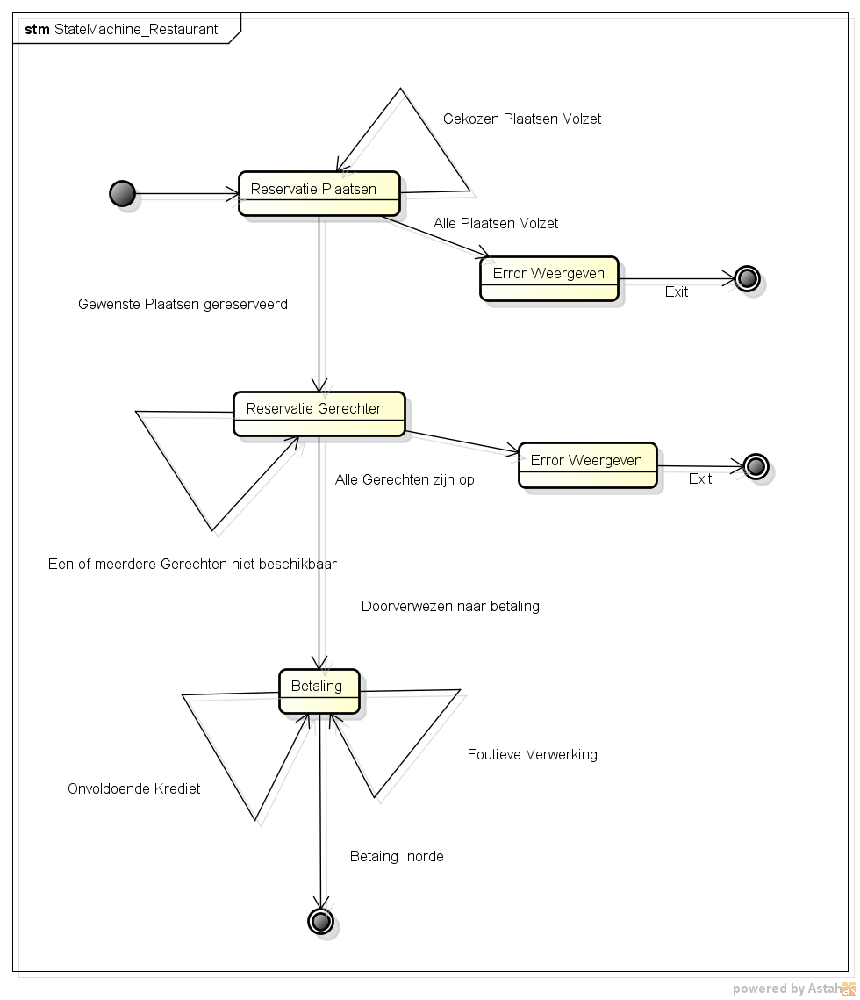 stm StateMachine_Restaurant
Gekozen Plaatsen Volzet
Reservatie Plaatsen
Alle Plaatsen Volzet
Error Weergeven
Exit
Gewenste Plaatsen gereserveerd
Reservatie Gerechten
Error Weergeven
Exit
Alle Gerechten zijn op
Een of meerdere Gerechten niet beschikbaar
Doorverwezen naar betaling
Betaling
Foutieve Verwerking
Onvoldoende Krediet
Betaing Inorde
powered by Astah